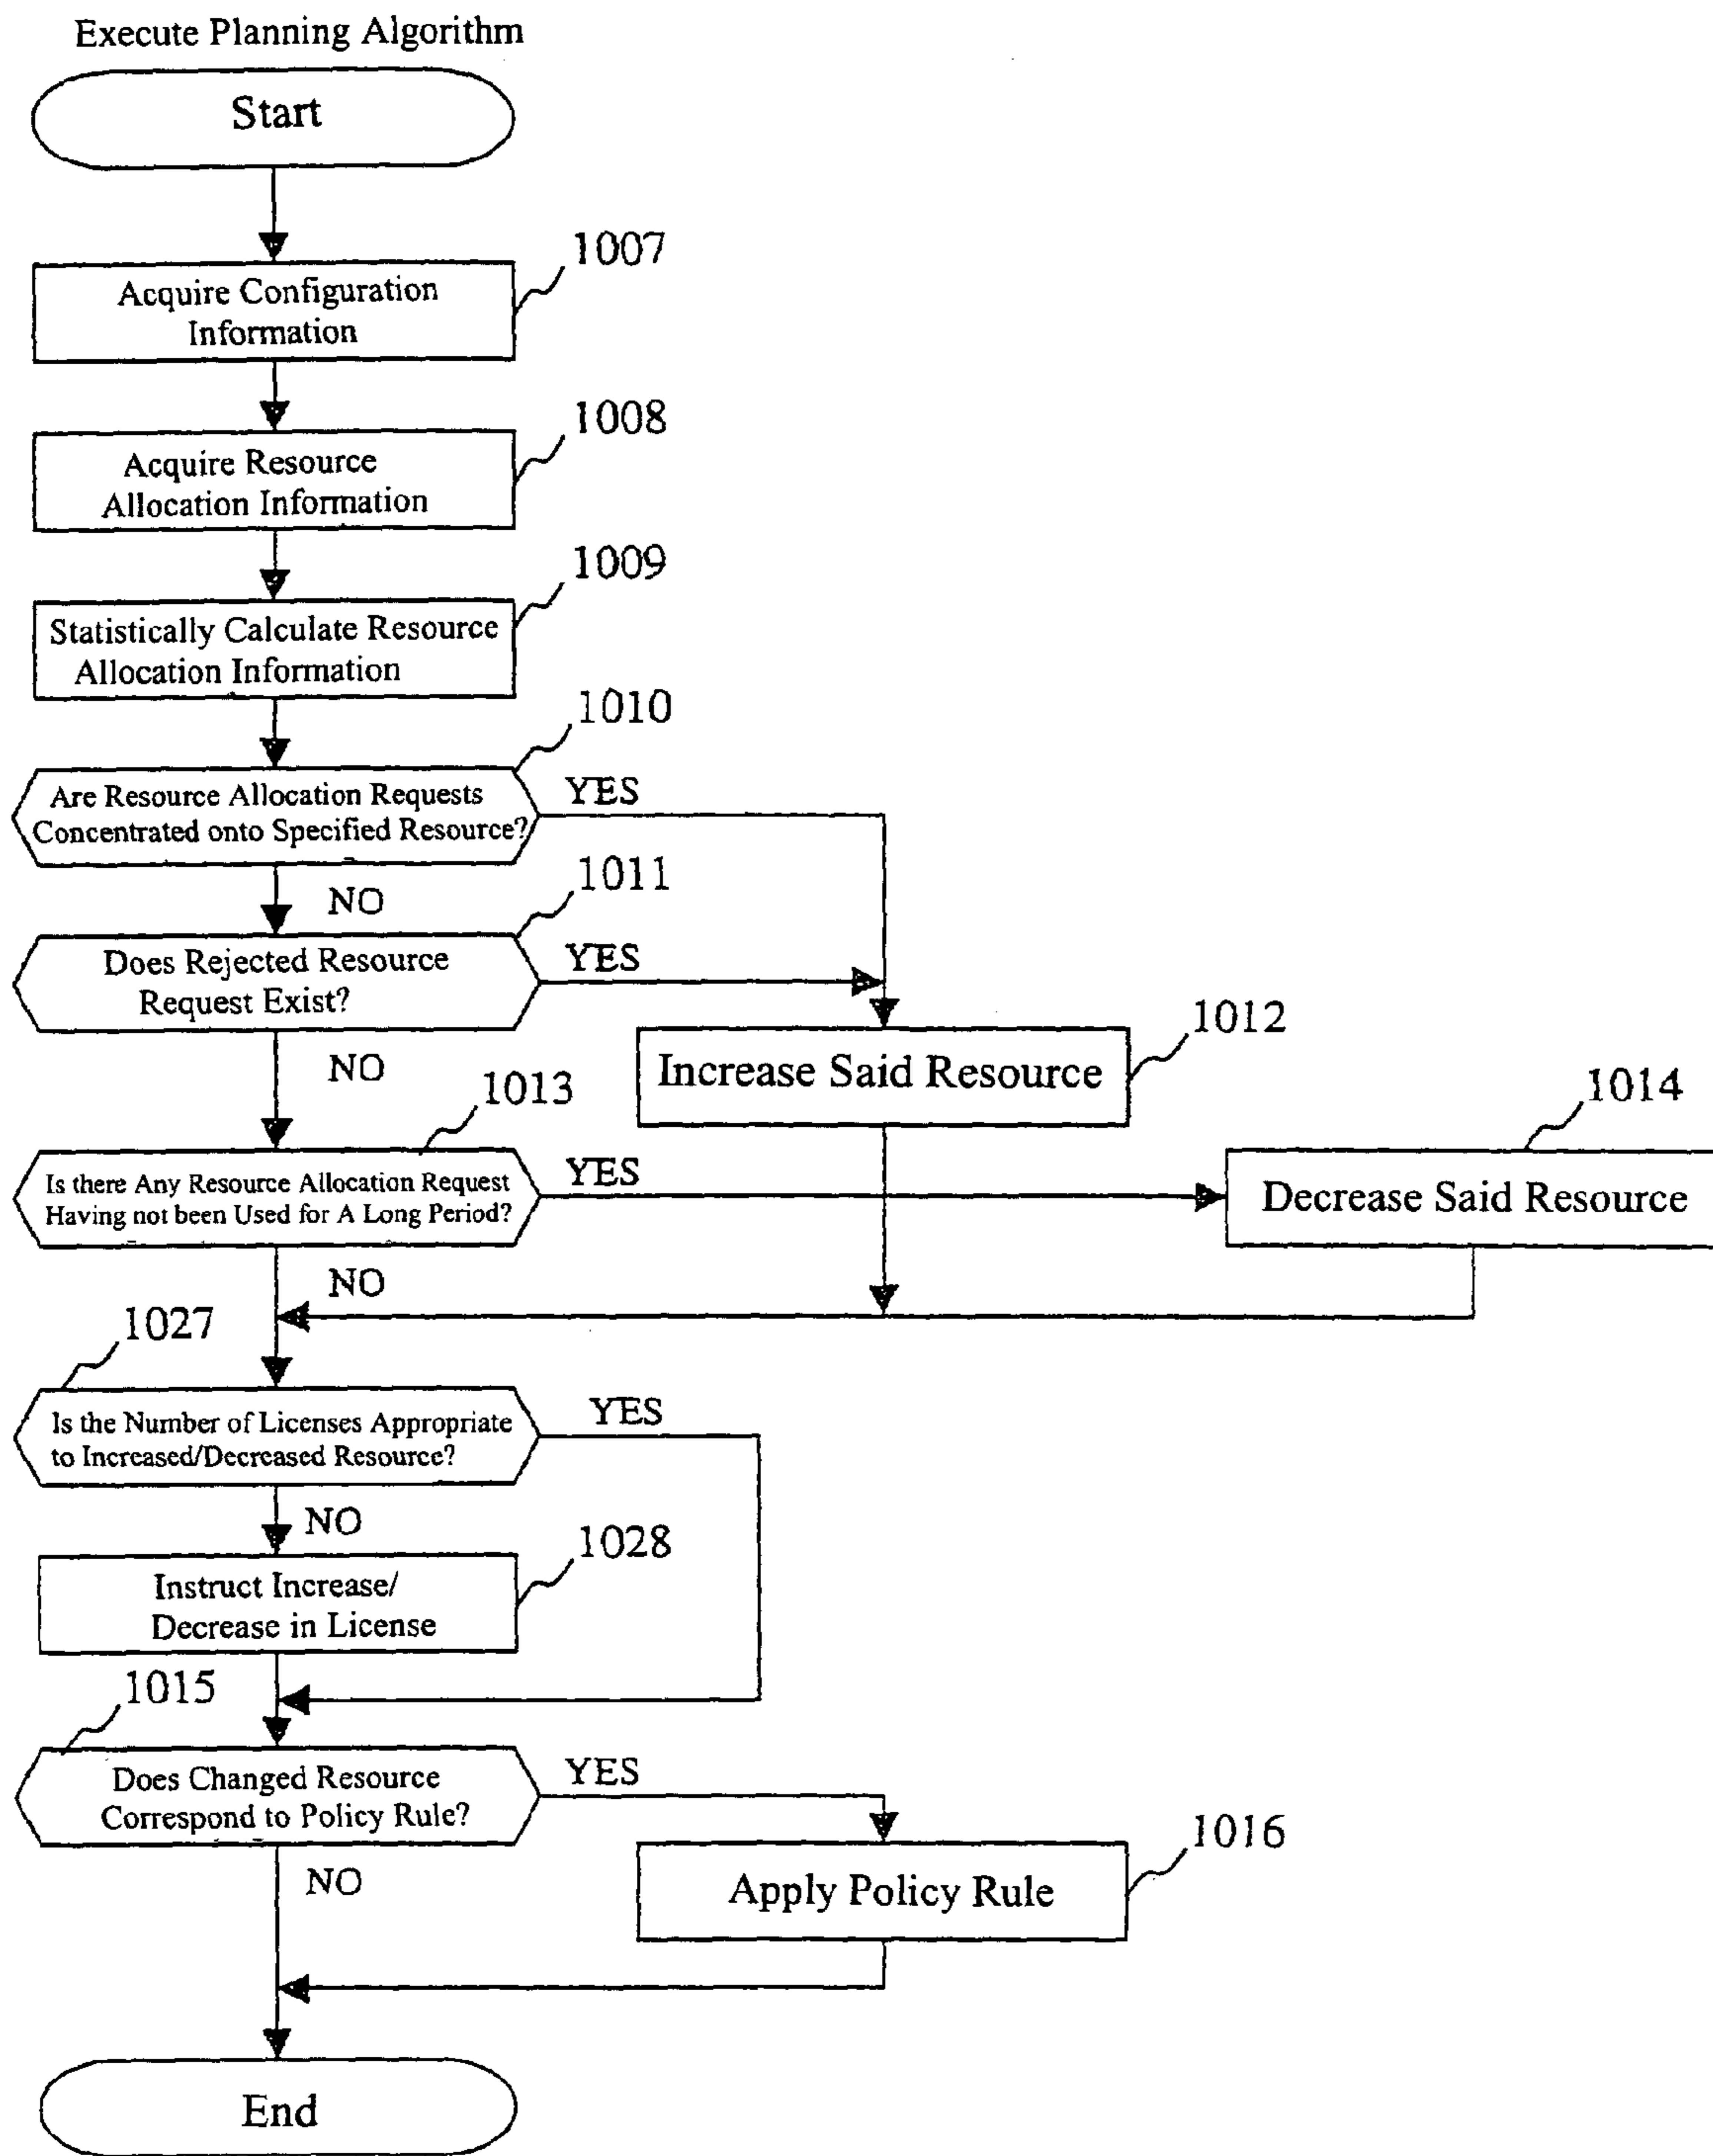 Execute Planning Algorithm
Start
1007
Acquire Configuration
Information
1008
Acquire Resource
Allocation Information
1009
Statistically Calculate Resource
Allocation Information
1010
Are Resource Allocation Requests
Concentrated onto Specified Resource?
YES
NO
1011
Does Rejected Resource
Request Exist?
YES
NO
1012
Increase Said Resource
1013
Is there Any Resource Allocation Request
Having not been Used for A Long Period?
YES
NO
1014
Decrease Said Resource
1027
Is the Number of Licenses Appropriate
to Increased/Decreased Resource?
YES
NO
1028
Instruct Increase/
Decrease in License
1015
Does Changed Resource
Correspond to Policy Rule?
YES
NO
1016
Apply Policy Rule
End